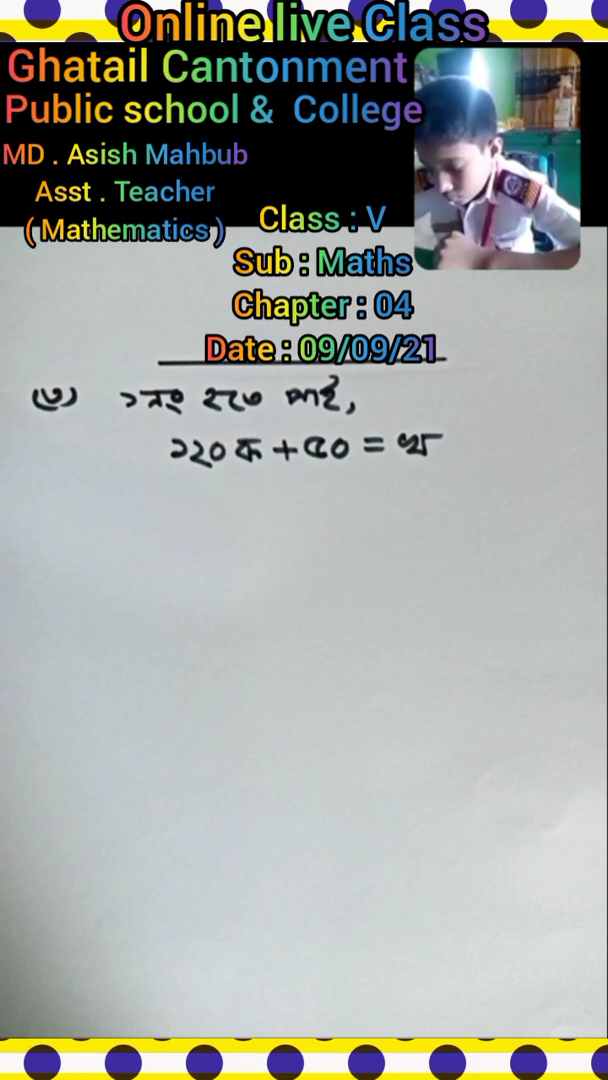 Online live Class
Ghatail Cantonment
Public school & College
MD . Asish Mahbub
Asst . Teacher
( Mathematics )
Class : V
Sub : Maths
Chapter : 04
Date : 09/09/21
(৩) ১নং হতে পাই,
১২০ক + ৫০ = খ